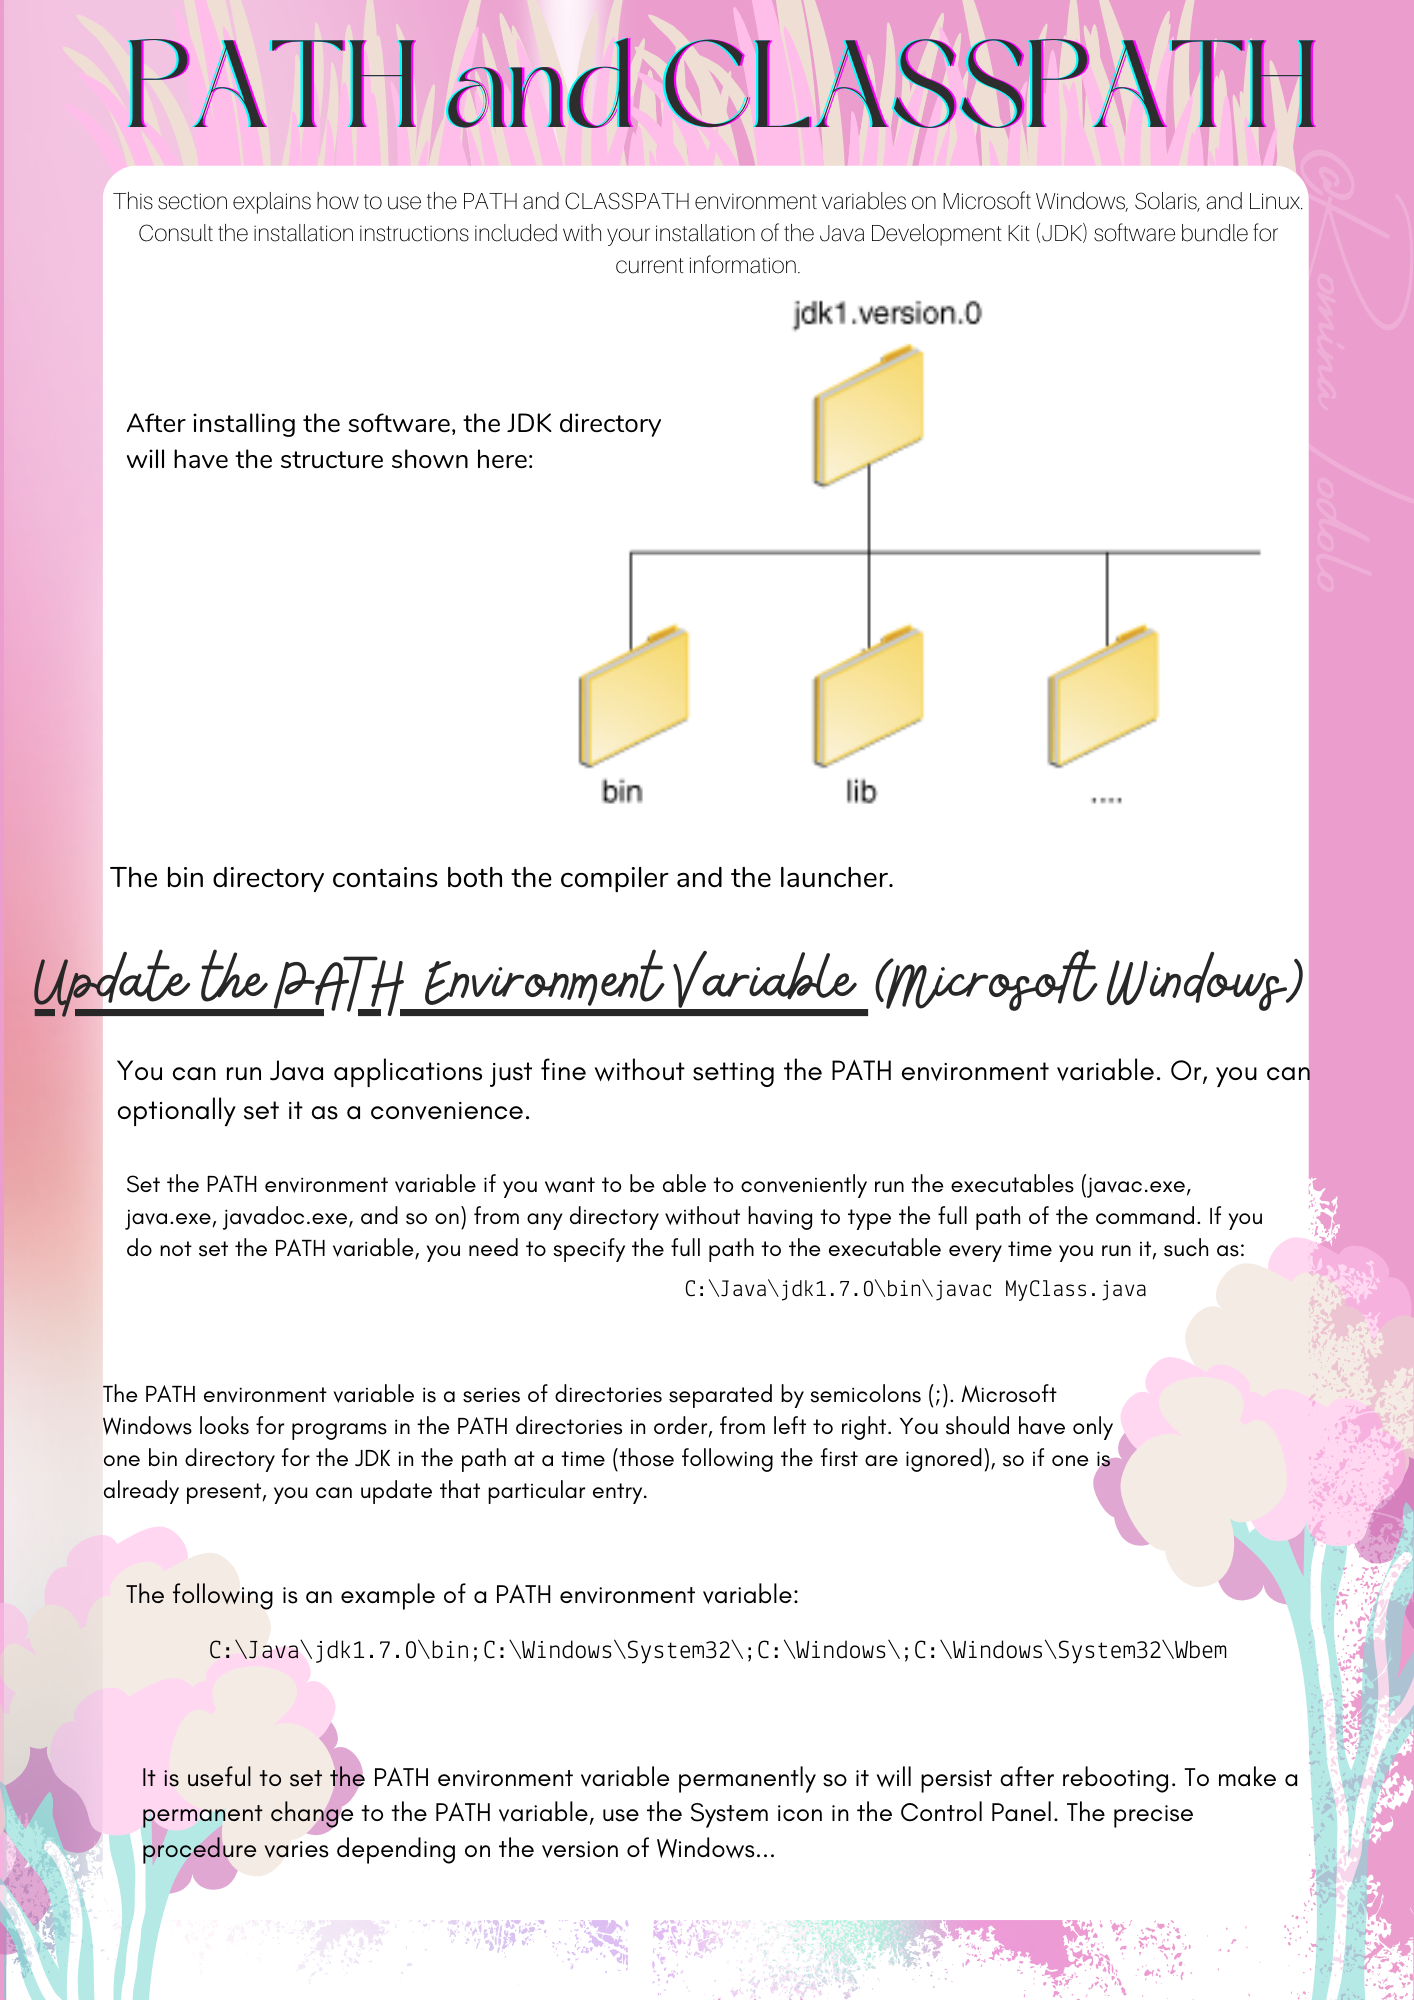 PATH and CLASSPATH
This section explains how to use the PATH and CLASSPATH environment variables on Microsoft Windows, Solaris, and Linux.
Consult the installation instructions included with your installation of the Java Development Kit (JDK) software bundle for
current information.
@Romina Iodolo
jdk1.version.0
After installing the software, the JDK directory
will have the structure shown here:
bin
lib
....
The bin directory contains both the compiler and the launcher.
Update the PATH Environment Variable (Microsoft Windows)
You can run Java applications just fine without setting the PATH environment variable. Or, you can
optionally set it as a convenience.
Set the PATH environment variable if you want to be able to conveniently run the executables (javac.exe,
java.exe, javadoc.exe, and so on) from any directory without having to type the full path of the command. If you
do not set the PATH variable, you need to specify the full path to the executable every time you run it, such as:
C:\Java\jdk1.7.0\bin\javac MyClass.java
The PATH environment variable is a series of directories separated by semicolons (;). Microsoft
Windows looks for programs in the PATH directories in order, from left to right. You should have only
one bin directory for the JDK in the path at a time (those following the first are ignored), so if one is
already present, you can update that particular entry.
The following is an example of a PATH environment variable:
C:\Java\jdk1.7.0\bin;C:\Windows\System32\;C:\Windows\;C:\Windows\System32\Wbem
It is useful to set the PATH environment variable permanently so it will persist after rebooting. To make a
permanent change to the PATH variable, use the System icon in the Control Panel. The precise
procedure varies depending on the version of Windows...